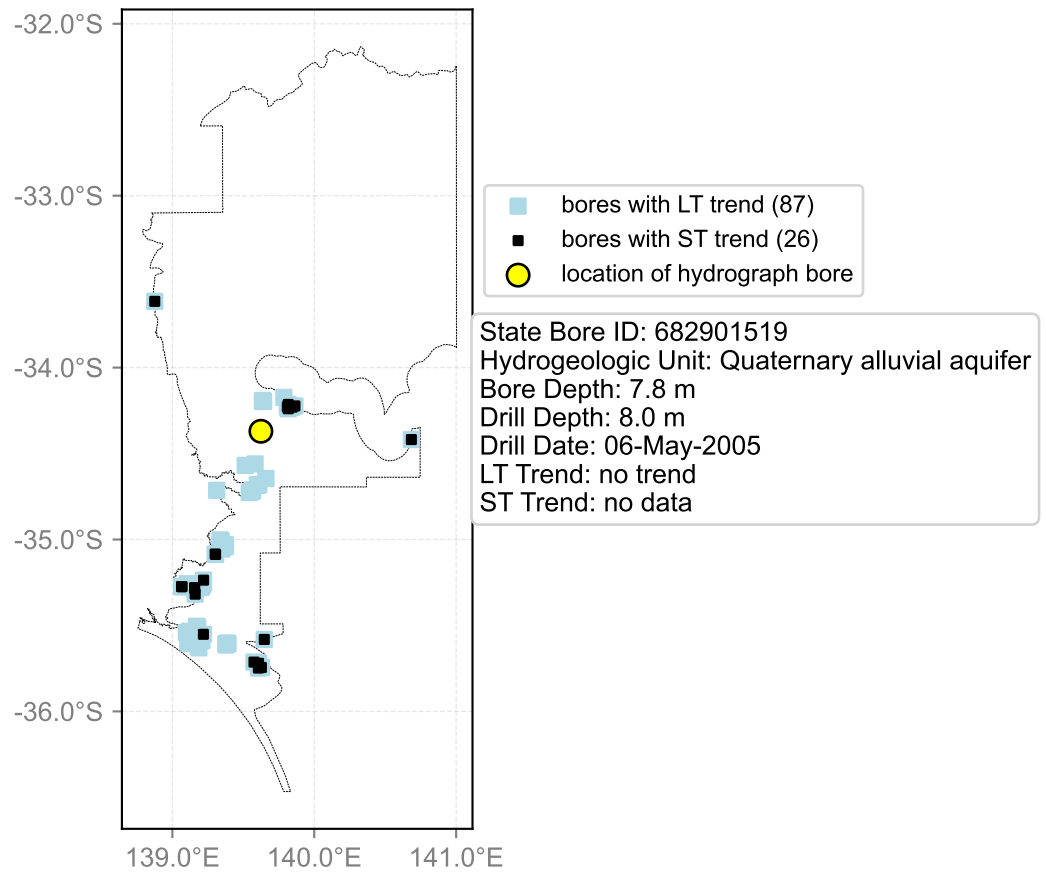 -32.0°S
-33.0°S
-34.0°S
-35.0°S
-36.0°S
139.0°E 140.0°E 141.0°E
bores with LT trend (87)
bores with ST trend (26)
location of hydrograph bore
State Bore ID: 682901519
Hydrogeologic Unit: Quaternary alluvial aquifer
Bore Depth: 7.8 m
Drill Depth: 8.0 m
Drill Date: 06-May-2005
LT Trend: no trend
ST Trend: no data